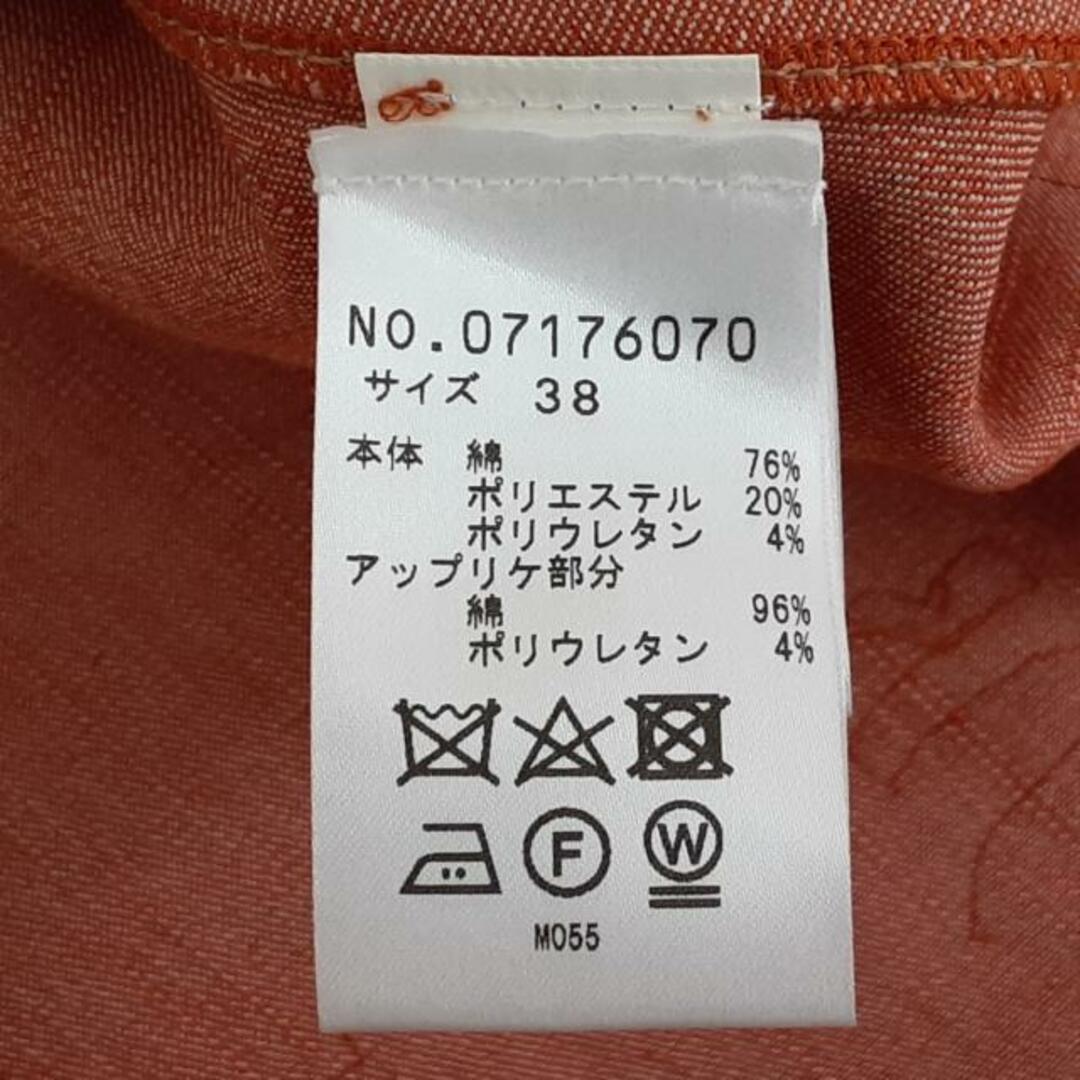 NO.07176070
サイズ 38
本体 綿 76%
ポリエステル 20%
ポリウレタン 4%
アップリケ部分
綿 96%
ポリウレタン 4%
F W
M055